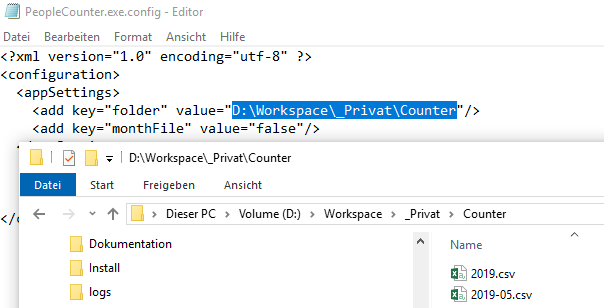 PeopleCounter.exe.config - Editor
Datei Bearbeiten Format Ansicht Hilfe
<?xml version="1.0" encoding="utf-8" ?>
<configuration>
<appSettings>
<add key="folder" value="D:\Workspace\_Privat\Counter"/>
<add key="monthFile" value="false"/>
D:\Workspace\_Privat\Counter
Datei Start Freigeben Ansicht
Dieser PC > Volume (D:) > Workspace > _Privat > Counter
Dokumentation
Install
logs
Name
2019.csv
2019-05.csv